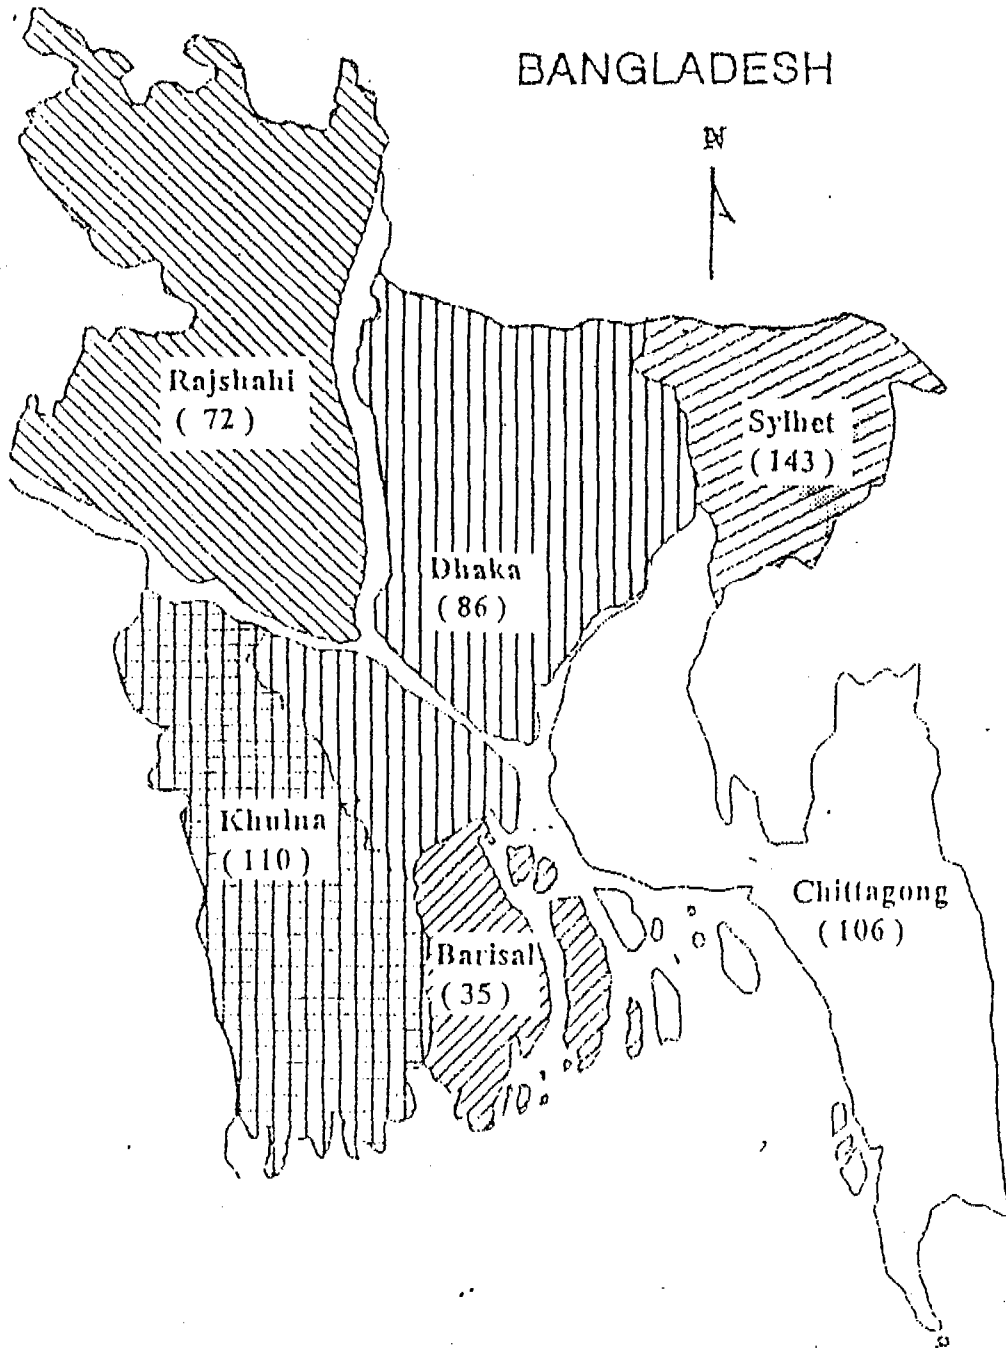 BANGLADESH
N
Rajshahi
( 72 )
Sylhet
( 143 )
Dhaka
( 86 )
Khulna
( 110 )
Chittagong
( 106 )
Barisal
( 35 )